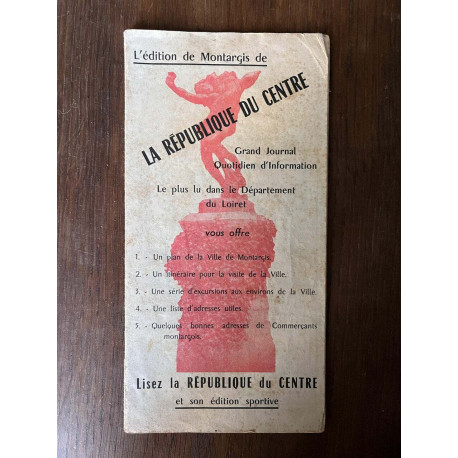 L'édition de Montargis de
LA RÉPUBLIQUE DU CENTRE
Grand Journal
Quotidien d'Information
Le plus lu dans le Département
du Loiret
vous offre
1. - Un plan de la Ville de Montargis.
2. - Un itinéraire pour la visite de la Ville.
3. - Une série d'excursions aux environs de la Ville.
4. - Une liste d'adresses utiles.
5. - Quelques bonnes adresses de Commerçants
montargois.
Lisez la RÉPUBLIQUE du CENTRE
et son édition sportive